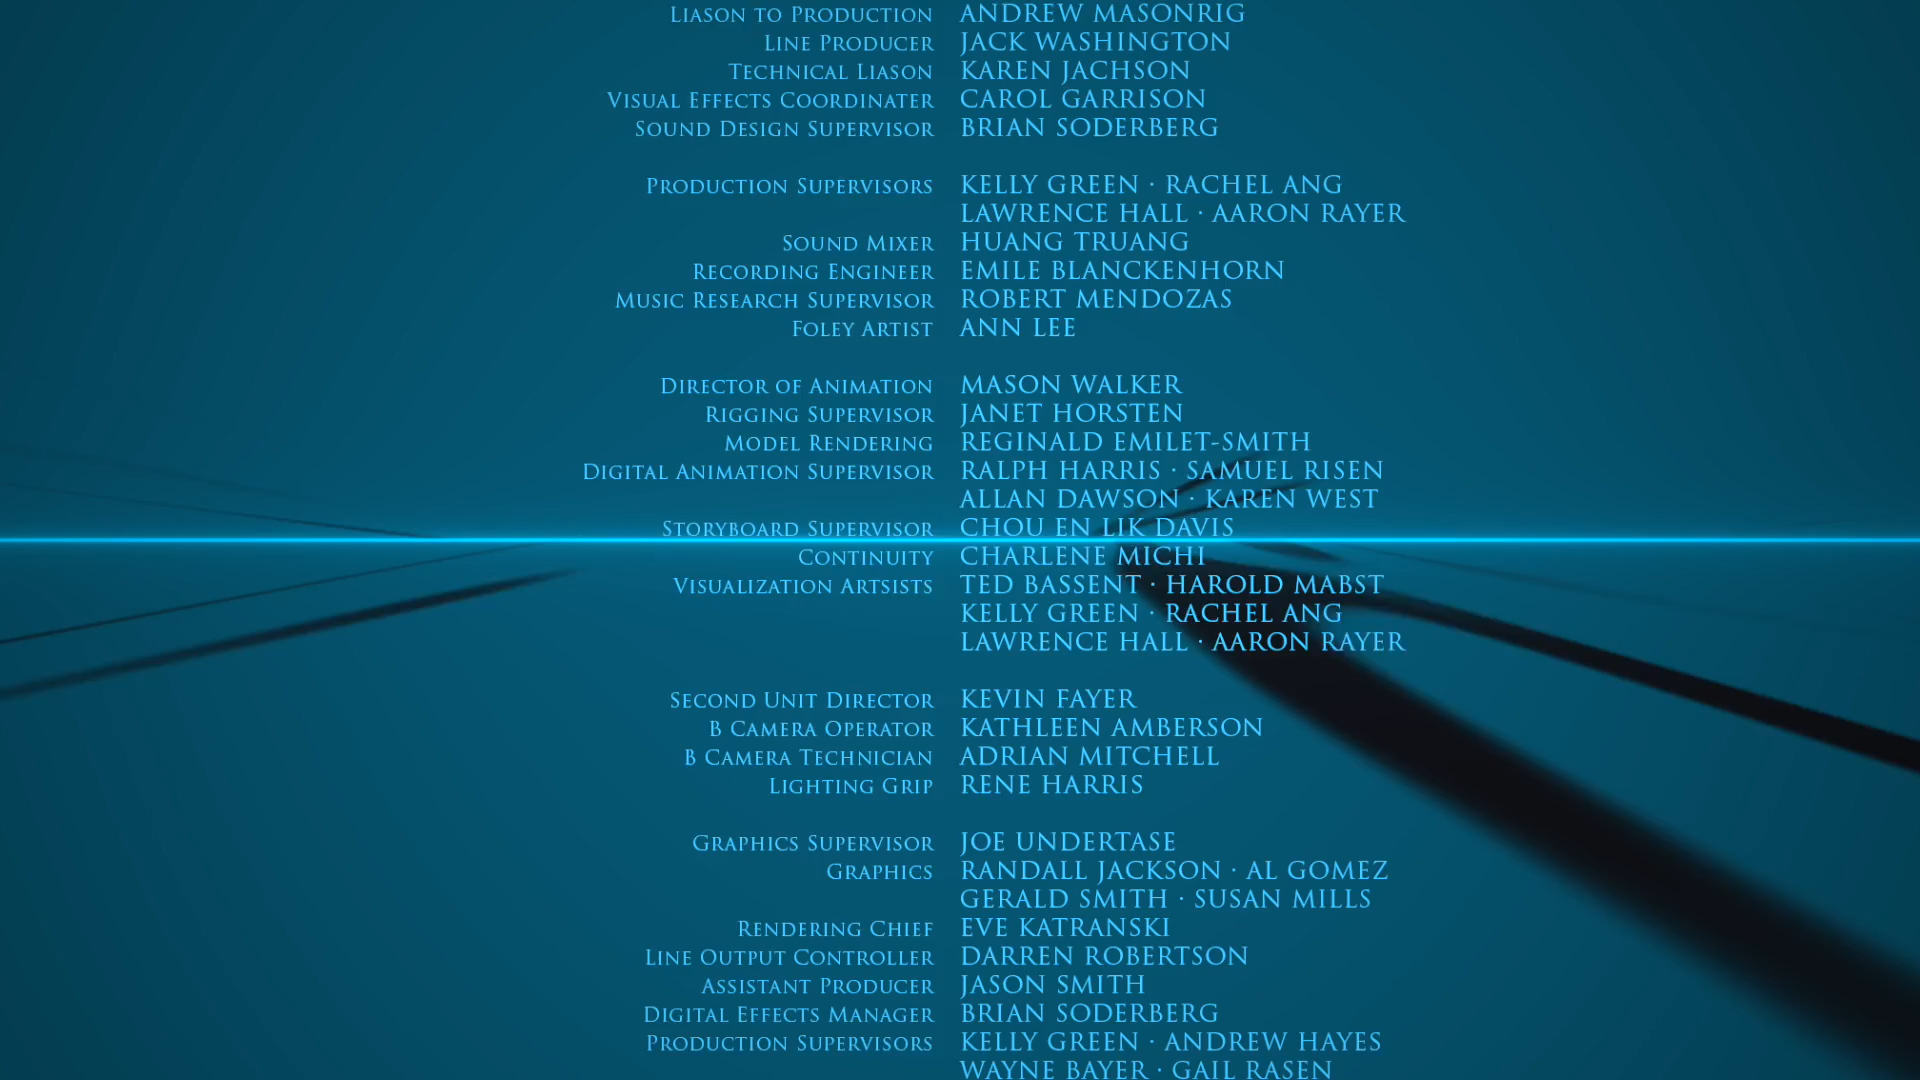 Liason to Production ANDREW MASONRIG
Line Producer JACK WASHINGTON
Technical Liason KAREN JACHSON
Visual Effects Coordinater CAROL GARRISON
Sound Design Supervisor BRIAN SODERBERG
Production Supervisors KELLY GREEN · RACHEL ANG
LAWRENCE HALL · AARON RAYER
Sound Mixer HUANG TRUANG
Recording Engineer EMILE BLANCKENHORN
Music Research Supervisor ROBERT MENDOZAS
Foley Artist ANN LEE
Director of Animation MASON WALKER
Rigging Supervisor JANET HORSTEN
Model Rendering REGINALD EMILET-SMITH
Digital Animation Supervisor RALPH HARRIS · SAMUEL RISEN
ALLAN DAWSON · KAREN WEST
Storyboard Supervisor CHOU EN LIK DAVIS
Continuity CHARLENE MICHI
Visualization Artsists TED BASSENT · HAROLD MABST
KELLY GREEN · RACHEL ANG
LAWRENCE HALL · AARON RAYER
Second Unit Director KEVIN FAYER
B Camera Operator KATHLEEN AMBERSON
B Camera Technician ADRIAN MITCHELL
Lighting Grip RENE HARRIS
Graphics Supervisor JOE UNDERTASE
Graphics RANDALL JACKSON · AL GOMEZ
GERALD SMITH · SUSAN MILLS
Rendering Chief EVE KATRANSKI
Line Output Controller DARREN ROBERTSON
Assistant Producer JASON SMITH
Digital Effects Manager BRIAN SODERBERG
Production Supervisors KELLY GREEN · ANDREW HAYES
WAYNE BAYER · GAIL RASEN